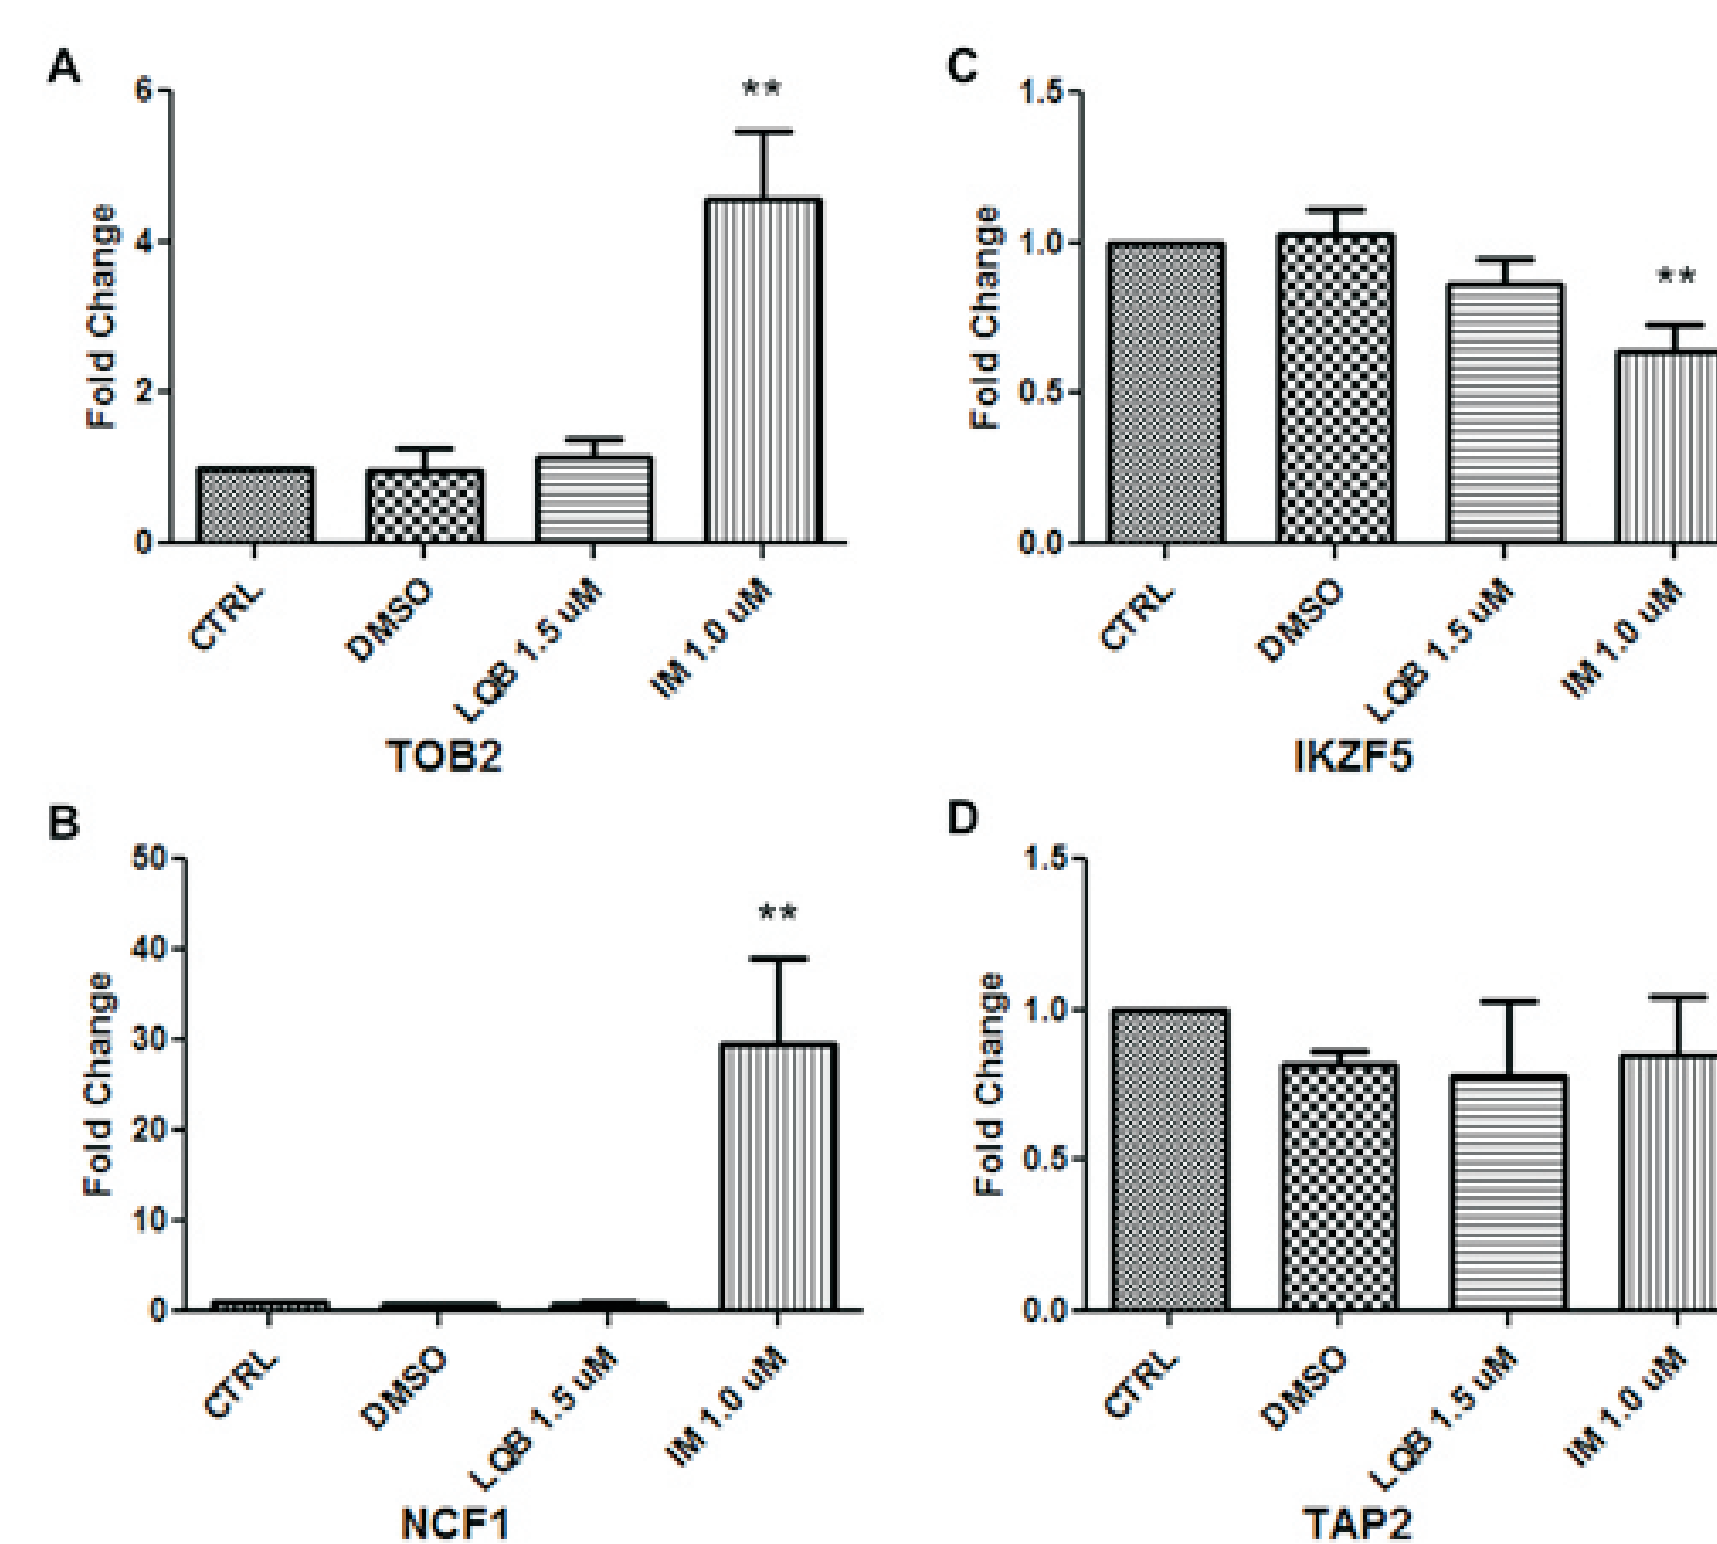 A
6
4
2
0
Fold Change
**
CTRL
DMSO
LQB 1.5 uM
IM 1.0 uM
TOB2
C
1.5
1.0
0.5
0.0
Fold Change
**
CTRL
DMSO
LQB 1.5 uM
IM 1.0 uM
IKZF5
B
50
40
30
20
10
0
Fold Change
**
CTRL
DMSO
LQB 1.5 uM
IM 1.0 uM
NCF1
D
1.5
1.0
0.5
0.0
Fold Change
CTRL
DMSO
LQB 1.5 uM
IM 1.0 uM
TAP2